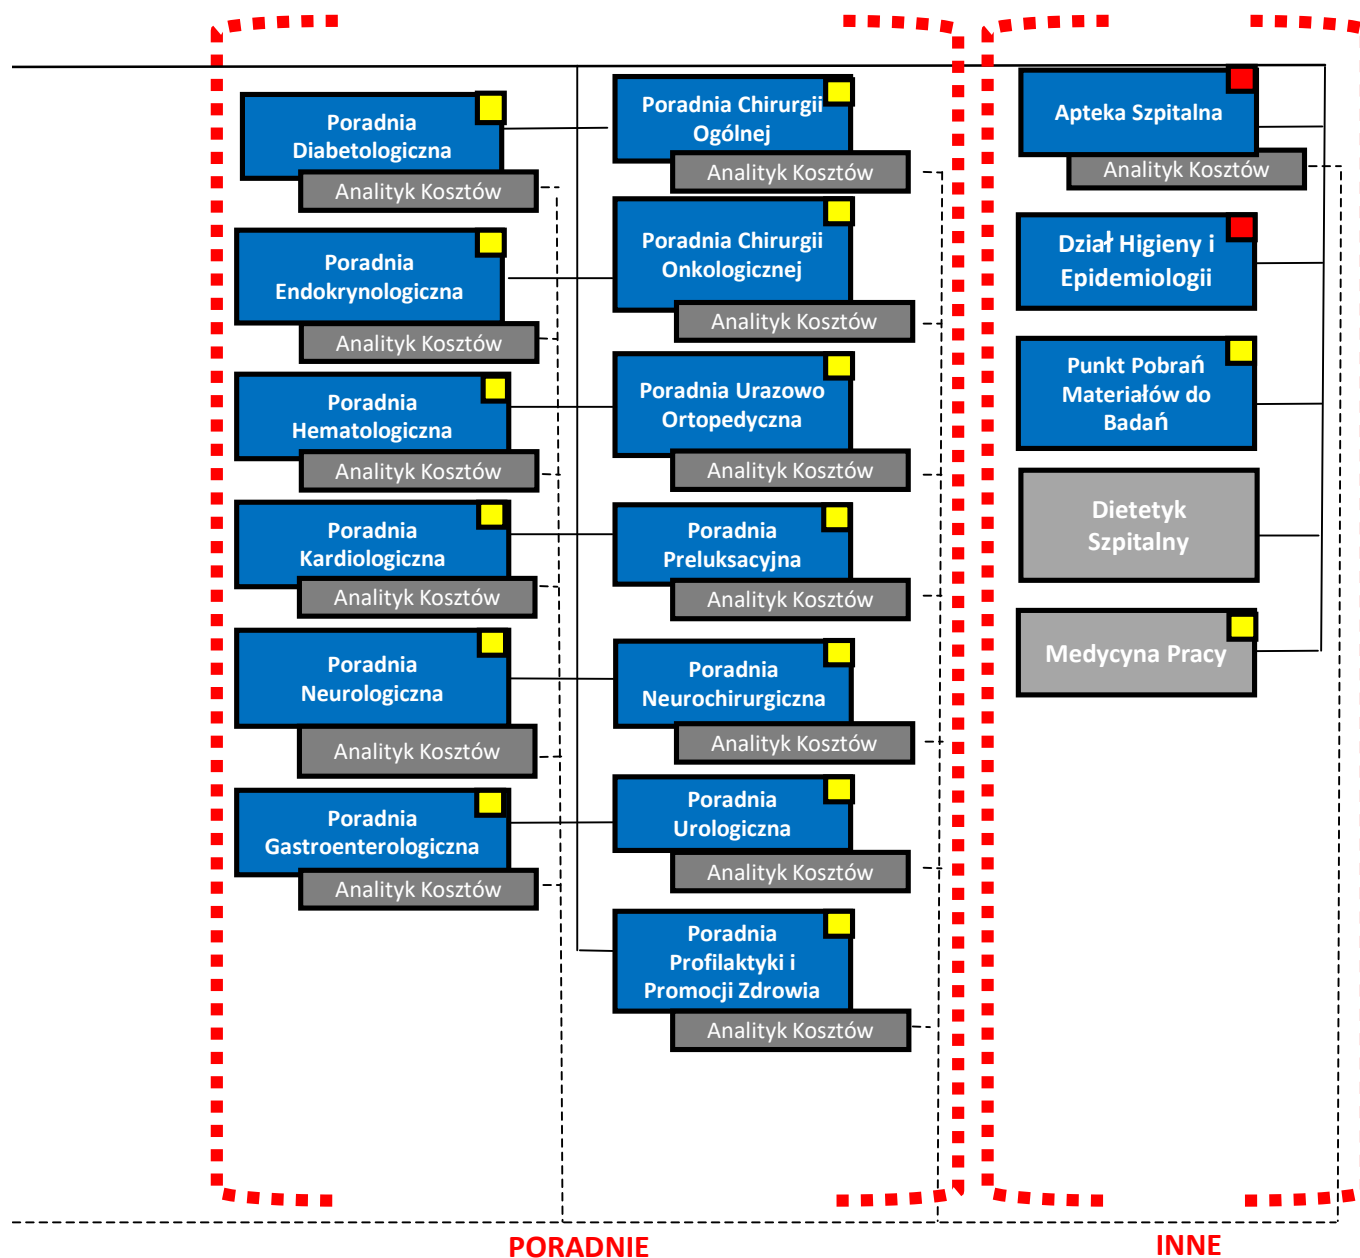 Poradnia
Diabetologiczna
Analityk Kosztów
Poradnia
Endokrynologiczna
Analityk Kosztów
Poradnia
Hematologiczna
Analityk Kosztów
Poradnia
Kardiologiczna
Analityk Kosztów
Poradnia
Neurologiczna
Analityk Kosztów
Poradnia
Gastroenterologiczna
Analityk Kosztów
Poradnia Chirurgii
Ogólnej
Analityk Kosztów
Poradnia Chirurgii
Onkologicznej
Analityk Kosztów
Poradnia Urazowo
Ortopedyczna
Analityk Kosztów
Poradnia
Preluksacyjna
Analityk Kosztów
Poradnia
Neurochirurgiczna
Analityk Kosztów
Poradnia
Urologiczna
Analityk Kosztów
Poradnia
Profilaktyki i
Promocji Zdrowia
Analityk Kosztów
PORADNIE
Apteka Szpitalna
Analityk Kosztów
Dział Higieny i
Epidemiologii
Punkt Pobrań
Materiałów do
Badań
Dietetyk
Szpitalny
Medycyna Pracy
INNE